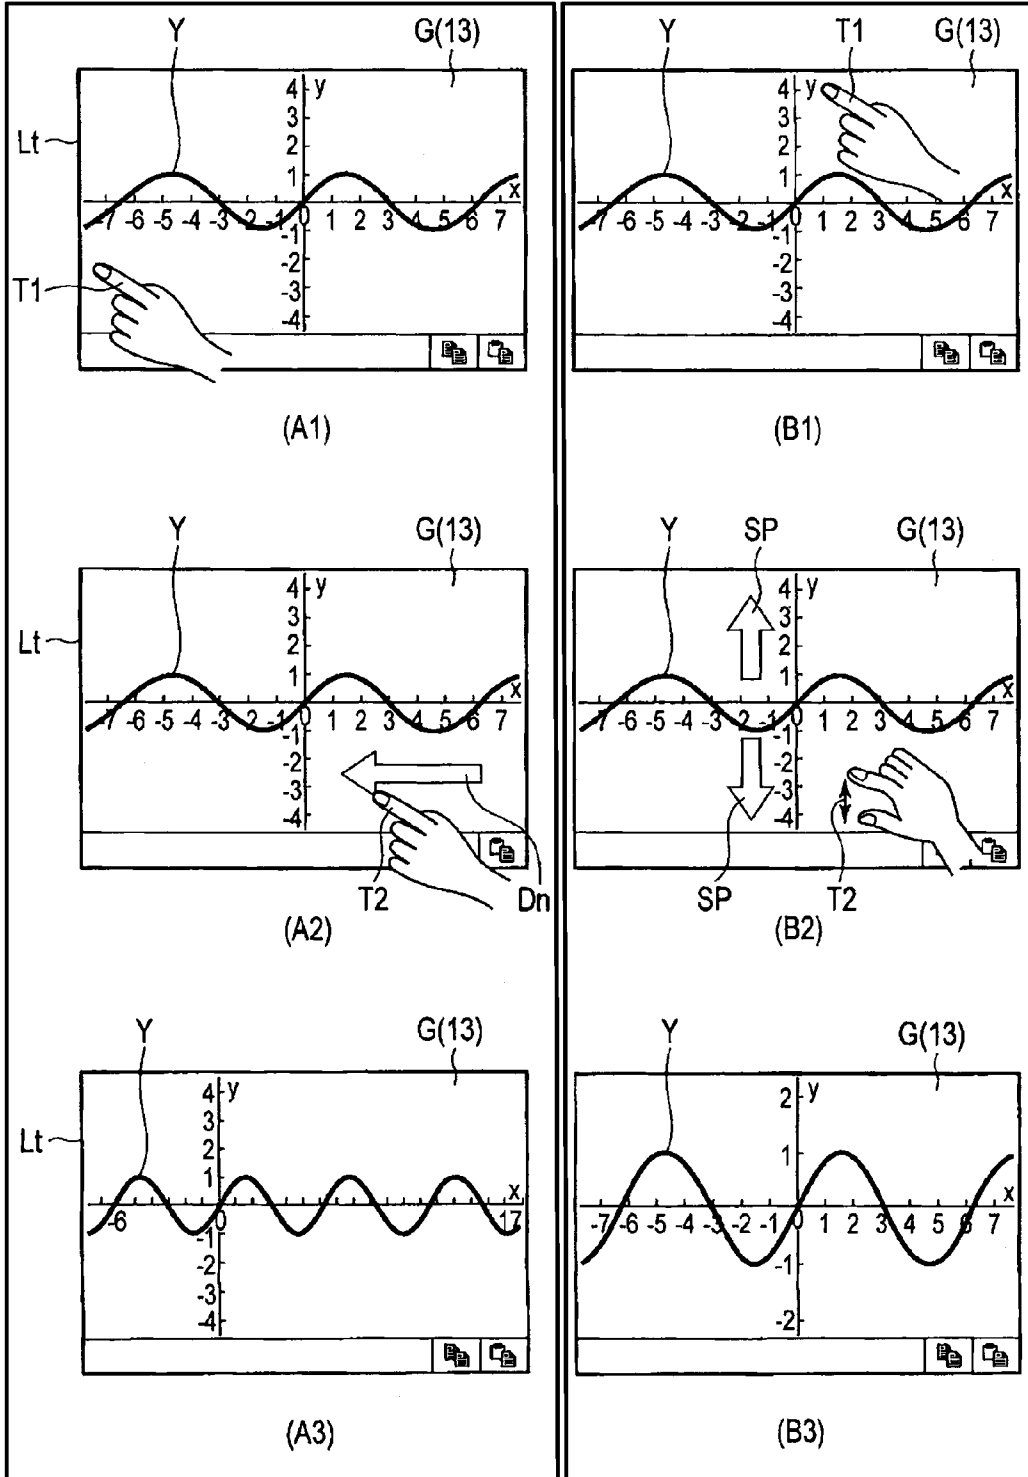 Y G(13)
Lt
4 y
3
2
1
x
-7 -6 -5 -4 -3 -2 -1 0 1 2 3 4 5 6 7
-1
-2
-3
-4
T1
(A1)
Y T1 G(13)
4 y
3
2
1
x
-7 -6 -5 -4 -3 -2 -1 0 1 2 3 4 5 6 7
-1
-2
-3
-4
(B1)
Y G(13)
Lt
4 y
3
2
1
x
-7 -6 -5 -4 -3 -2 -1 0 1 2 3 4 5 6 7
-1
-2
-3
-4
T2 Dn
(A2)
Y SP G(13)
4 y
3
2
1
x
-7 -6 -5 -4 -3 -2 -1 0 1 2 3 4 5 6 7
-1
-2
-3
-4
SP T2
(B2)
Y G(13)
Lt
4 y
3
2
1
x
-6 0 17
-1
-2
-3
-4
(A3)
Y G(13)
2 y
1
x
-7 -6 -5 -4 -3 -2 -1 0 1 2 3 4 5 6 7
-1
-2
(B3)